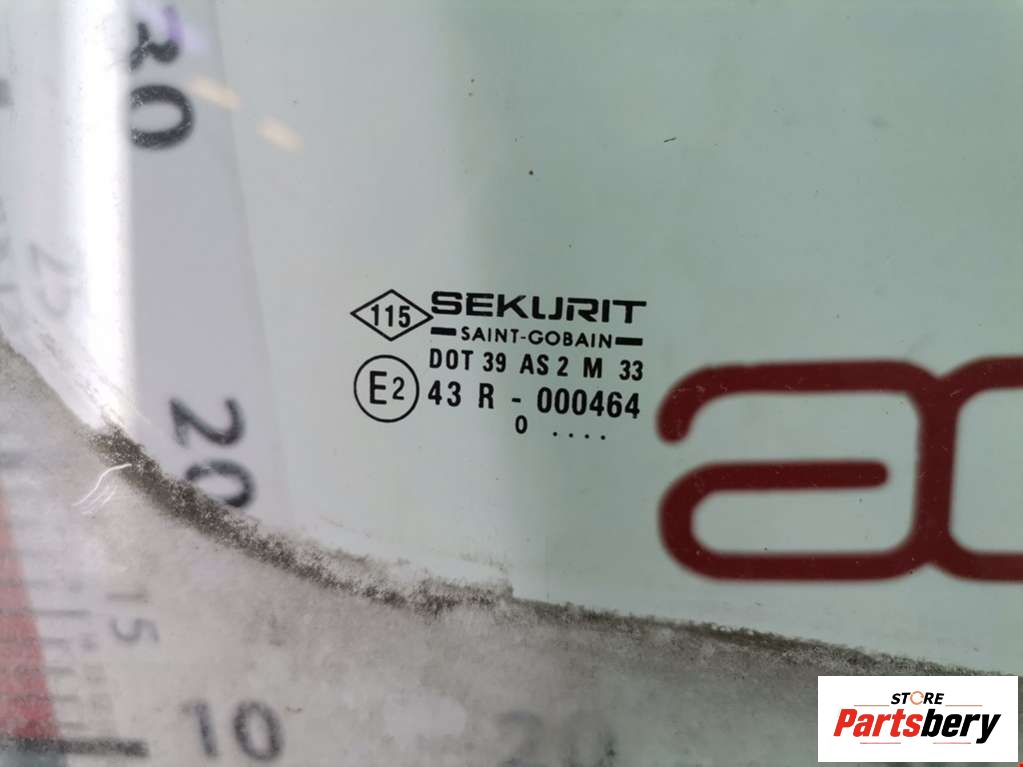 30
20
115 SEKURIT
SAINT-GOBAIN
DOT 39 AS 2 M 33
E2 43 R - 000464
0 ....
ac
15
10
STORE
Partsbery